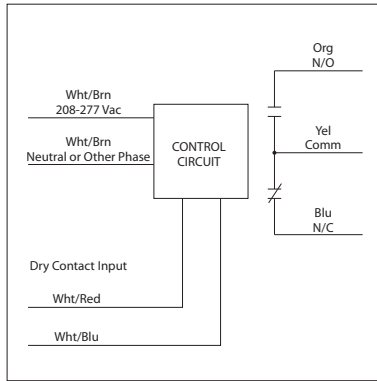 Org
N/O
Wht/Brn
208-277 Vac
Yel
Comm
Wht/Brn
Neutral or Other Phase
CONTROL
CIRCUIT
Blu
N/C
Dry Contact Input
Wht/Red
Wht/Blu